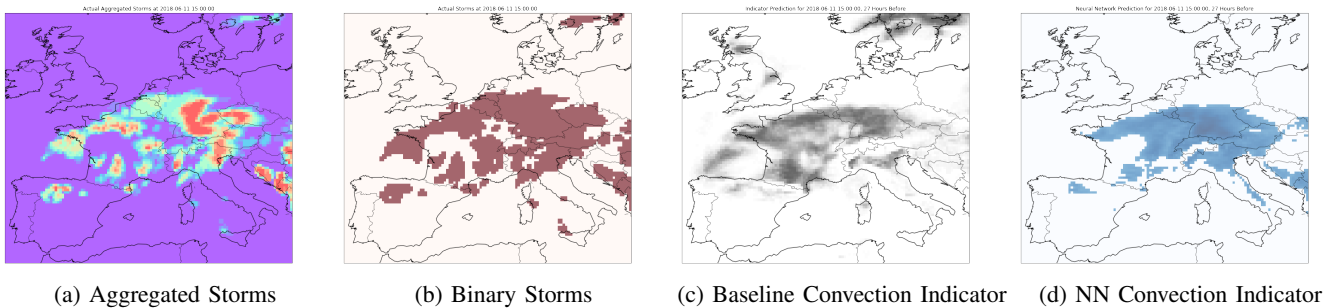 Actual Aggregated Storms at 2018-06-11 15:00:00
Actual Storms at 2018-06-11 15:00:00
Indicator Prediction for 2018-06-11 15:00:00, 27 Hours Before
Neural Network Prediction for 2018-06-11 15:00:00, 27 Hours Before
(a) Aggregated Storms
(b) Binary Storms
(c) Baseline Convection Indicator
(d) NN Convection Indicator